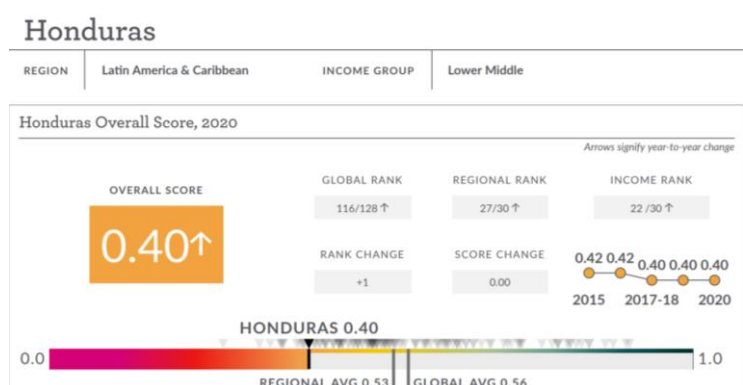 Honduras
REGION Latin America & Caribbean INCOME GROUP Lower Middle
Honduras Overall Score, 2020
Arrows signify year-to-year change
OVERALL SCORE
0.40↑
GLOBAL RANK REGIONAL RANK INCOME RANK
116/128 ↑ 27/30 ↑ 22 /30 ↑
RANK CHANGE SCORE CHANGE
+1 0.00
0.42 0.42 0.40 0.40 0.40
2015 2017-18 2020
HONDURAS 0.40
0.0 1.0
REGIONAL AVG 0.53 GLOBAL AVG 0.56